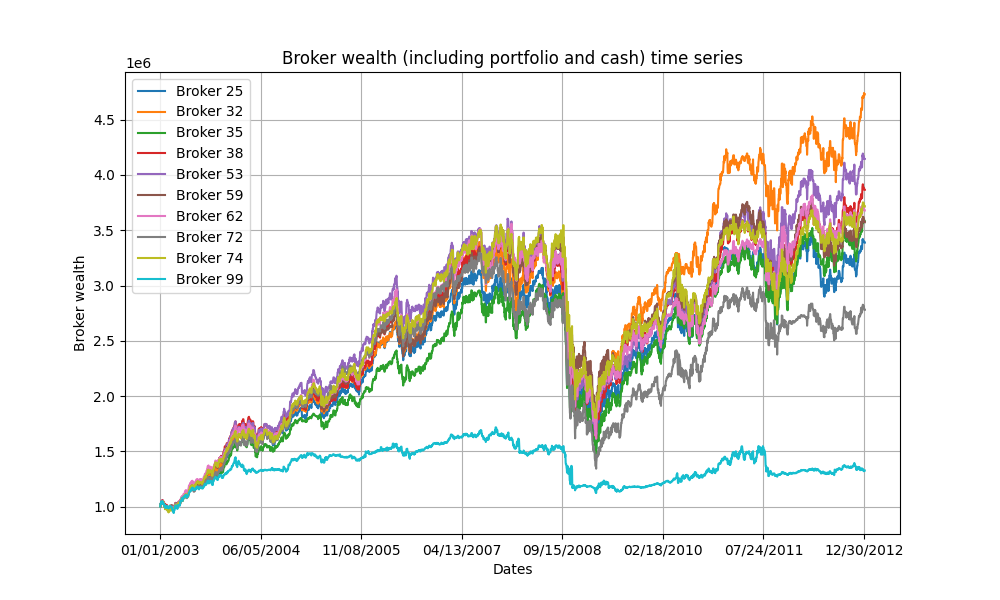 Broker wealth (including portfolio and cash) time series
1e6
Broker 25
Broker 32
Broker 35
Broker 38
Broker 53
Broker 59
Broker 62
Broker 72
Broker 74
Broker 99
4.5
4.0
3.5
3.0
2.5
2.0
1.5
1.0
Broker wealth
01/01/2003 06/05/2004 11/08/2005 04/13/2007 09/15/2008 02/18/2010 07/24/2011 12/30/2012
Dates